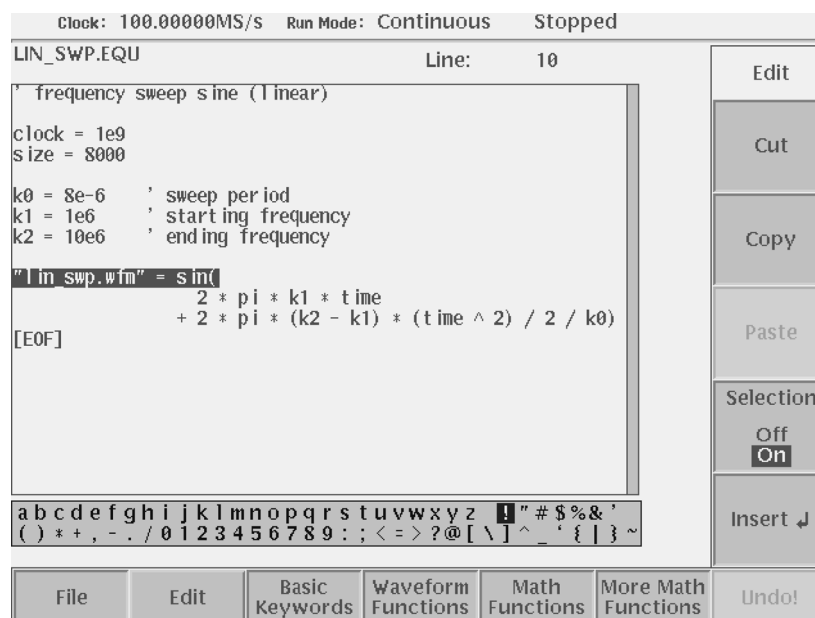 Clock: 100.00000MS/s Run Mode: Continuous Stopped
LIN_SWP.EQU Line: 10
' frequency sweep sine (linear)
clock = 1e9
size = 8000
k0 = 8e-6 ' sweep period
k1 = 1e6 ' starting frequency
k2 = 10e6 ' ending frequency
"lin_swp.wfm" = sin(
2 * pi * k1 * time
+ 2 * pi * (k2 - k1) * (time ^ 2) / 2 / k0)
[EOF]
a b c d e f g h i j k l m n o p q r s t u v w x y z ! " # $ % & '
( ) * + , - . / 0 1 2 3 4 5 6 7 8 9 : ; < = > ? @ [ \ ] ^ _ ‘ { | } ~
Edit
Cut
Copy
Paste
Selection
Off
On
Insert ↲
File
Edit
Basic
Keywords
Waveform
Functions
Math
Functions
More Math
Functions
Undo!